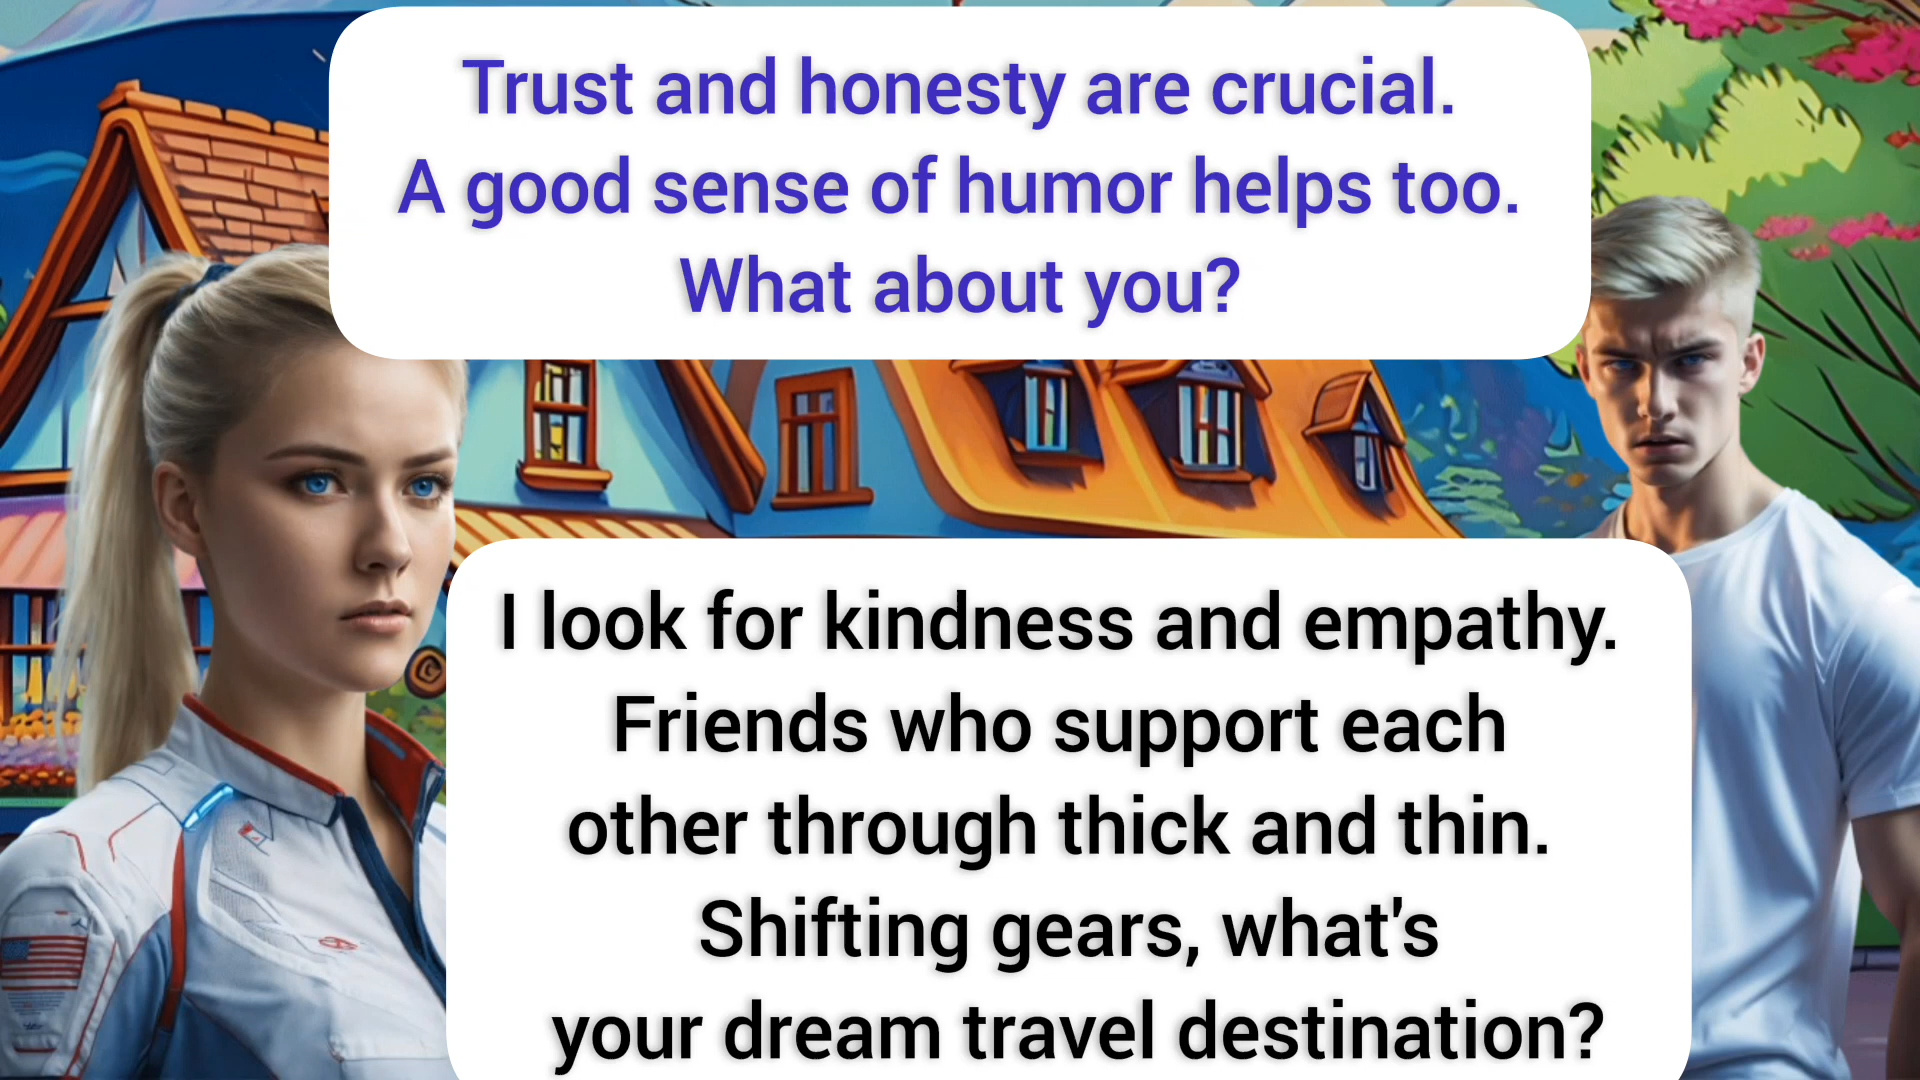 Trust and honesty are crucial.
A good sense of humor helps too.
What about you?
I look for kindness and empathy.
Friends who support each
other through thick and thin.
Shifting gears, what's
your dream travel destination?